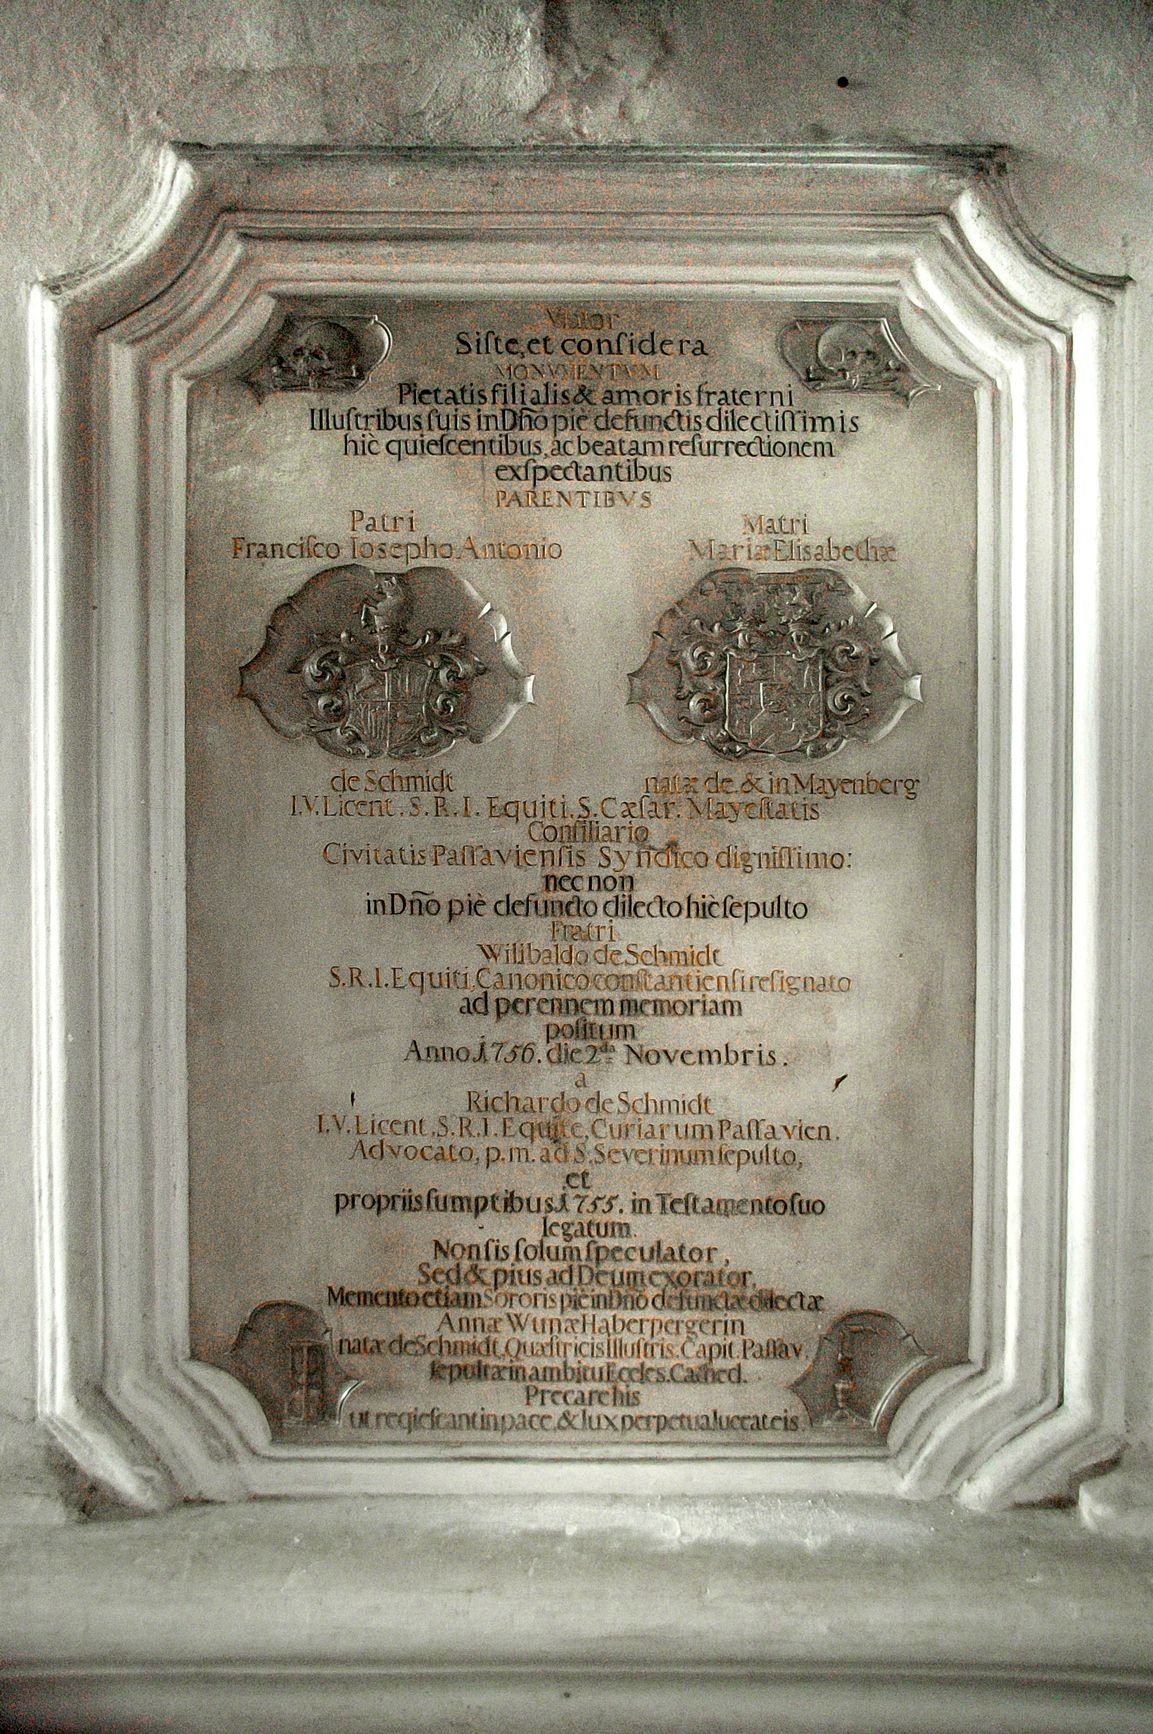 Viator
Siſte, et conſidera
MONUMENTVM
Pietatis filialis & amoris fraterni
Illuſtribus ſuis in Dño piè defunctis dilectiſſimis
hic quieſcentibus, ac beatam reſurrectionem
exſpectantibus
PARENTIBVS
Patri
Franciſco Ioſepho Antonio
Matri
Mariæ Eliſabethæ
de Schmidt
natæ de & in Mayenberg
I.V. Licent. S.R.I. Equiti. S. Cæſar. Mayeſtatis
Conſiliario
Civitatis Paſſavienſis Syndico digniſſimo:
nec non
in Dño piè defuncto dilecto hic ſepulto
Fratri
Wilibaldo de Schmidt
S.R.I. Equiti, Canonico conſtantienſi reſignato
ad perennem memoriam
poſitum
Anno 1756. die 2da Novembris.
a
Richardo de Schmidt
I.V. Licent. S.R.I. Equite, Curiarum Paſſavien.
Advocato, p.m. ad S. Severinum ſepulto,
et
propriis ſumptibus 1755. in Teſtamento ſuo
legatum.
Non ſis ſolum ſpeculator,
Sed & pius ad Deum exorator.
Memento etiam Sororis piè in Dño defunctæ dilectæ
Annæ Haberpergerin
natæ de Schmidt, Quæſtricis Illuſtris. Capit. Paſſav.
ſepultæ in ambitu Eccleſ. Cathed.
Precare his
ut reqieſcant in pace, & lux perpetua luceat eis.